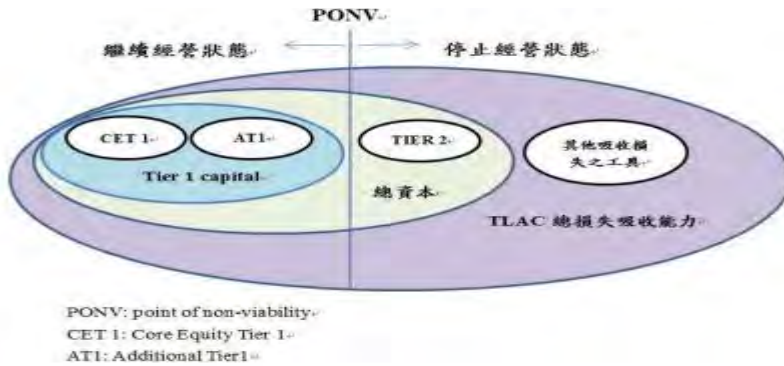 PONV
繼續經營狀態
停止經營狀態
CET 1
AT1
TIER 2
其他吸收損
失之工具
Tier 1 capital
總資本
TLAC 總損失吸收能力
PONV: point of non-viability
CET 1: Core Equity Tier 1
AT1: Additional Tier1